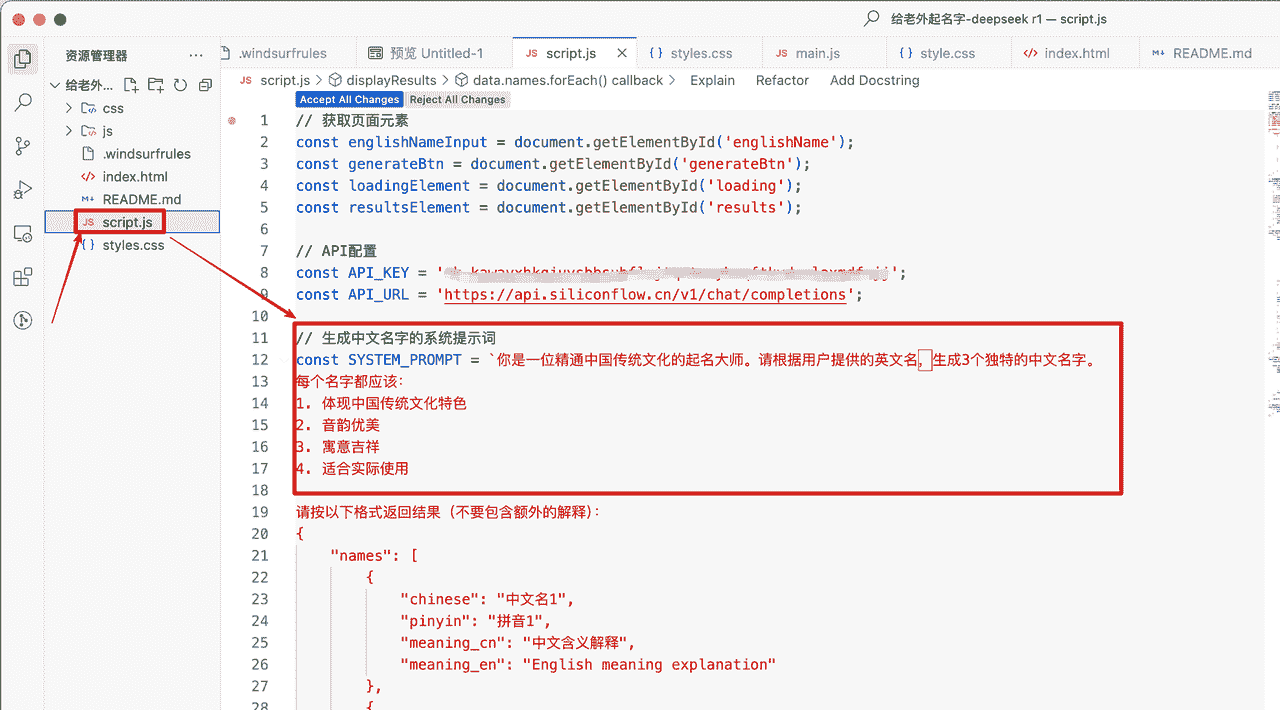 给老外起名字-deepseek r1 — script.js
资源管理器 ···
.windsurfrules 预览 Untitled-1 JS script.js × {} styles.css JS main.js {} style.css <> index.html M↓ README.md
给老外...
JS script.js > displayResults > data.names.forEach() callback > Explain Refactor Add Docstring
css
js
.windsurfrules
<> index.html
M↓ README.md
JS script.js
{} styles.css
Accept All Changes Reject All Changes
1 // 获取页面元素
2 const englishNameInput = document.getElementById('englishName');
3 const generateBtn = document.getElementById('generateBtn');
4 const loadingElement = document.getElementById('loading');
5 const resultsElement = document.getElementById('results');
6
7 // API配置
8 const API_KEY = '';
9 const API_URL = 'https://api.siliconflow.cn/v1/chat/completions';
10
11 // 生成中文名字的系统提示词
12 const SYSTEM_PROMPT = `你是一位精通中国传统文化的起名大师。请根据用户提供的英文名，生成3个独特的中文名字。
13 每个名字都应该：
14 1. 体现中国传统文化特色
15 2. 音韵优美
16 3. 寓意吉祥
17 4. 适合实际使用
18
19 请按以下格式返回结果（不要包含额外的解释）：
20 {
21 "names": [
22 {
23 "chinese": "中文名1",
24 "pinyin": "拼音1",
25 "meaning_cn": "中文含义解释",
26 "meaning_en": "English meaning explanation"
27 },
28 {